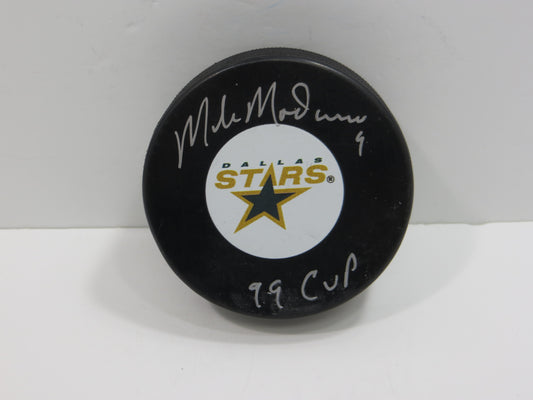 Mike Modano
9
DALLAS
STARS®
99 CUP